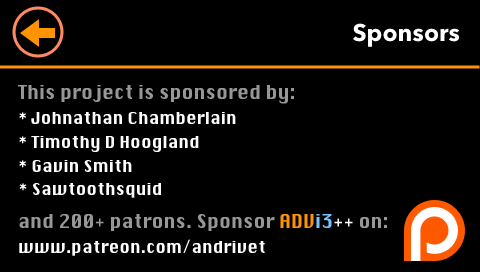 Sponsors
This project is sponsored by:
* Johnathan Chamberlain
* Timothy D Hoogland
* Gavin Smith
* Sawtoothsquid
and 200+ patrons. Sponsor ADVi3++ on:
www.patreon.com/andrivet